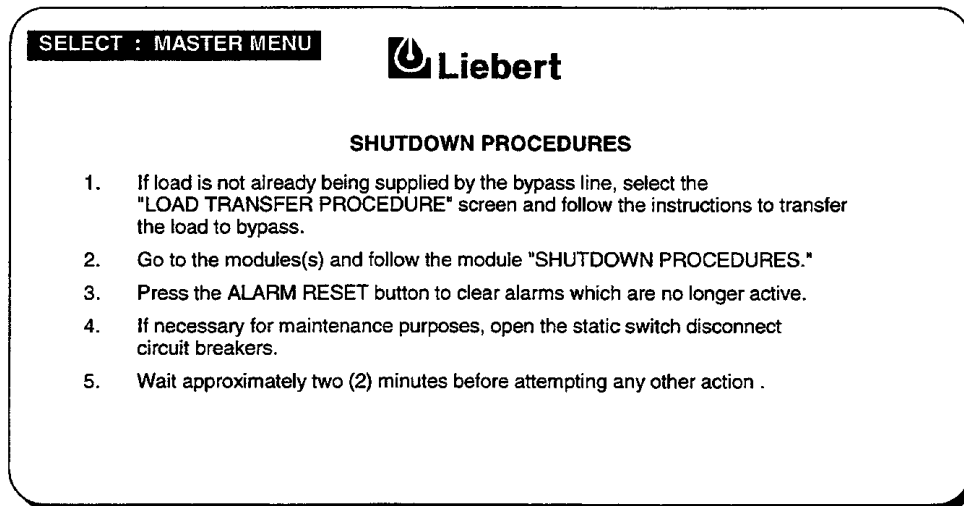 SELECT : MASTER MENU
Liebert
SHUTDOWN PROCEDURES
1. If load is not already being supplied by the bypass line, select the
"LOAD TRANSFER PROCEDURE" screen and follow the instructions to transfer
the load to bypass.
2. Go to the modules(s) and follow the module "SHUTDOWN PROCEDURES."
3. Press the ALARM RESET button to clear alarms which are no longer active.
4. If necessary for maintenance purposes, open the static switch disconnect
circuit breakers.
5. Wait approximately two (2) minutes before attempting any other action .